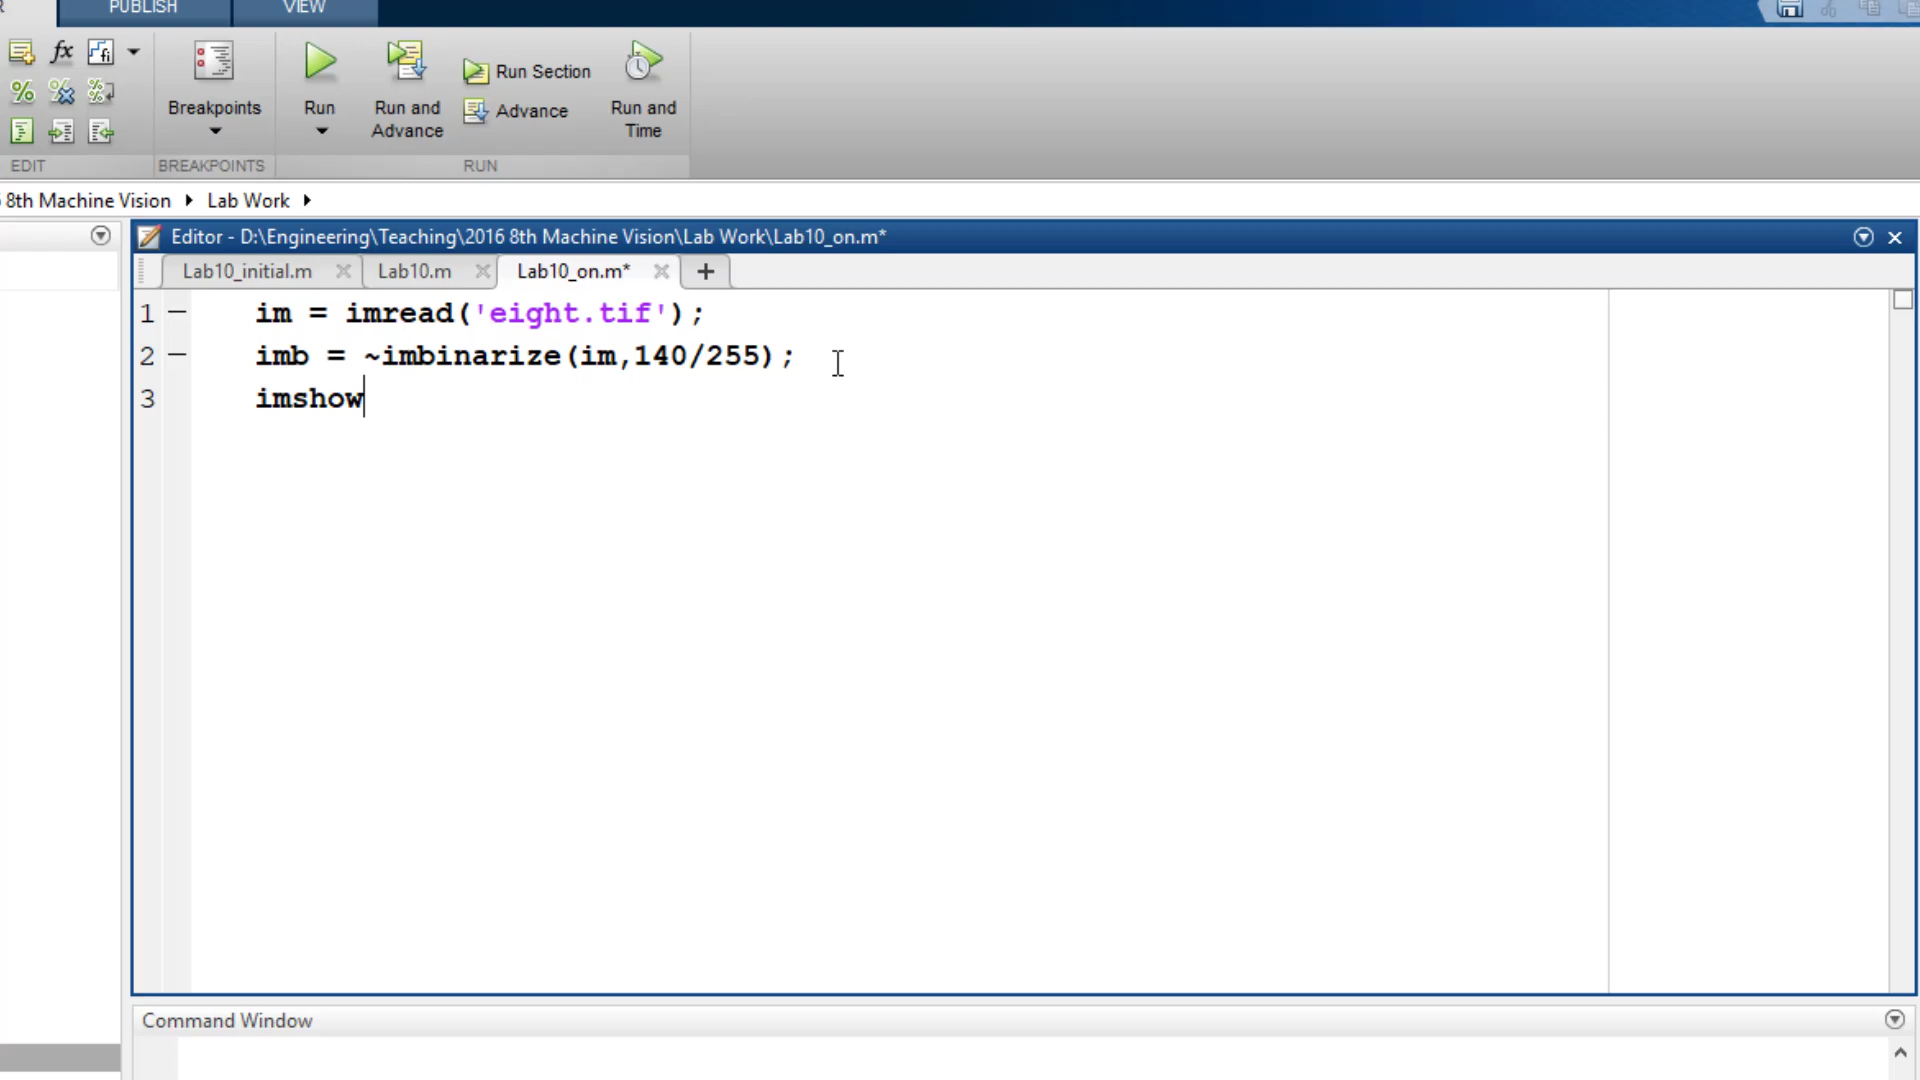 PUBLISH VIEW
fx fi
Breakpoints
Run
Run and Advance
Run Section
Advance
Run and Time
EDIT BREAKPOINTS RUN
8th Machine Vision Lab Work
Editor - D:\Engineering\Teaching\2016 8th Machine Vision\Lab Work\Lab10_on.m*
Lab10_initial.m Lab10.m Lab10_on.m* +
1 im = imread('eight.tif');
2 imb = ~imbinarize(im,140/255);
3 imshow
Command Window